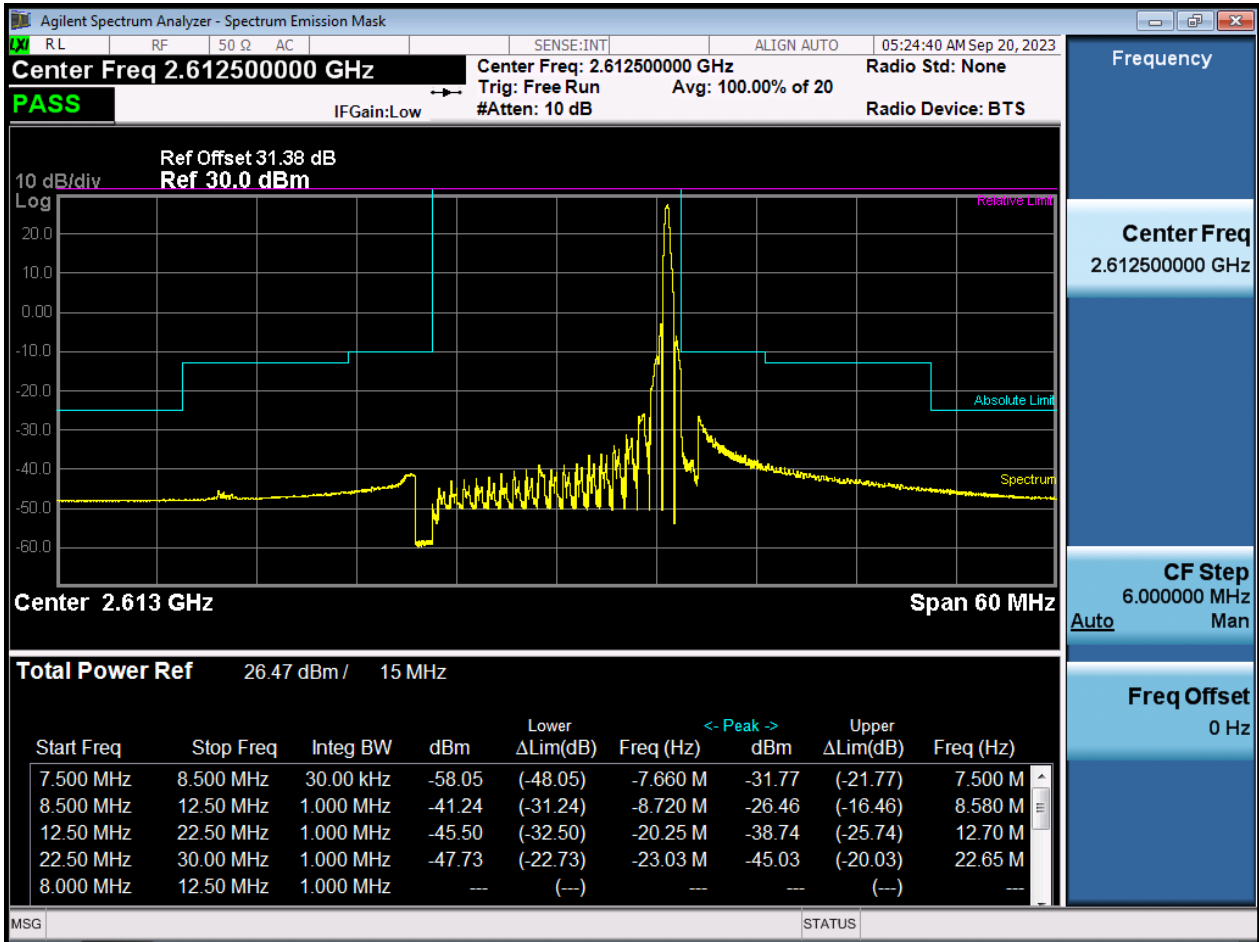 Agilent Spectrum Analyzer - Spectrum Emission Mask
LXI RL RF 50 Ω AC SENSE:INT ALIGN AUTO 05:24:40 AM Sep 20, 2023
Center Freq 2.612500000 GHz
Center Freq: 2.612500000 GHz
Radio Std: None
Trig: Free Run
Avg: 100.00% of 20
PASS
IFGain:Low
#Atten: 10 dB
Radio Device: BTS
Ref Offset 31.38 dB
10 dB/div
Ref 30.0 dBm
Log
Relative Limit
20.0
10.0
0.00
-10.0
-20.0
Absolute Limit
-30.0
-40.0
Spectrum
-50.0
-60.0
Center 2.613 GHz
Span 60 MHz
Total Power Ref 26.47 dBm / 15 MHz
Lower <- Peak -> Upper
Start Freq Stop Freq Integ BW dBm ΔLim(dB) Freq (Hz) dBm ΔLim(dB) Freq (Hz)
7.500 MHz 8.500 MHz 30.00 kHz -58.05 (-48.05) -7.660 M -31.77 (-21.77) 7.500 M
8.500 MHz 12.50 MHz 1.000 MHz -41.24 (-31.24) -8.720 M -26.46 (-16.46) 8.580 M
12.50 MHz 22.50 MHz 1.000 MHz -45.50 (-32.50) -20.25 M -38.74 (-25.74) 12.70 M
22.50 MHz 30.00 MHz 1.000 MHz -47.73 (-22.73) -23.03 M -45.03 (-20.03) 22.65 M
8.000 MHz 12.50 MHz 1.000 MHz --- (---) --- --- (---) ---
MSG
STATUS
Frequency
Center Freq
2.612500000 GHz
CF Step
6.000000 MHz
Auto Man
Freq Offset
0 Hz